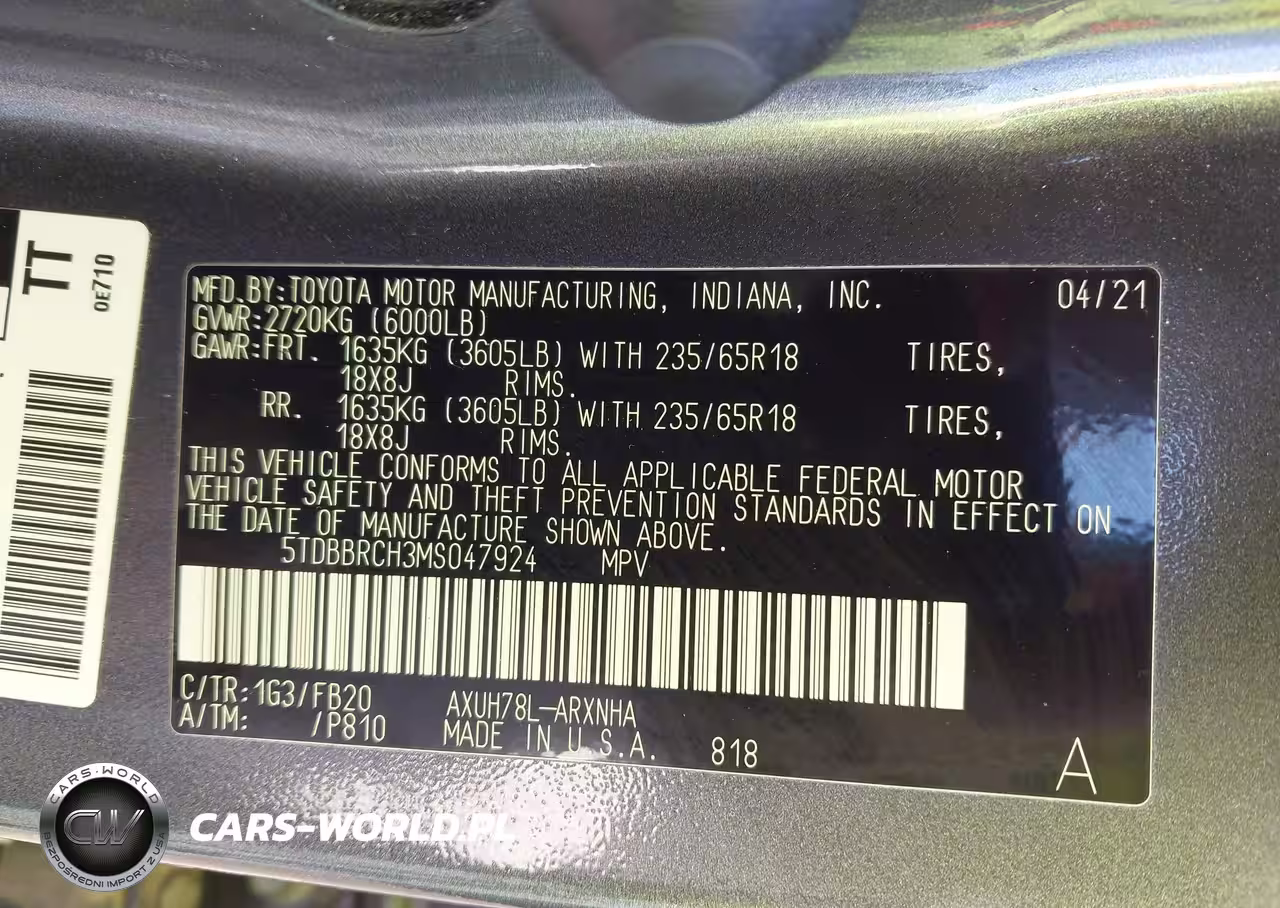 TT
0E710
MFD.BY:TOYOTA MOTOR MANUFACTURING, INDIANA, INC. 04/21
GVWR:2720KG (6000LB)
GAWR:FRT. 1635KG (3605LB) WITH 235/65R18 TIRES,
18X8J RIMS.
RR. 1635KG (3605LB) WITH 235/65R18 TIRES,
18X8J RIMS.
THIS VEHICLE CONFORMS TO ALL APPLICABLE FEDERAL MOTOR
VEHICLE SAFETY AND THEFT PREVENTION STANDARDS IN EFFECT ON
THE DATE OF MANUFACTURE SHOWN ABOVE.
5TDBBRCH3MS047924 MPV
C/TR:1G3/FB20 AXUH78L-ARXNHA
A/TM: /P810 MADE IN U.S.A. 818
A
CARS-WORLD
CW
BEZPOŚREDNI IMPORT Z USA
CARS-WORLD.PL